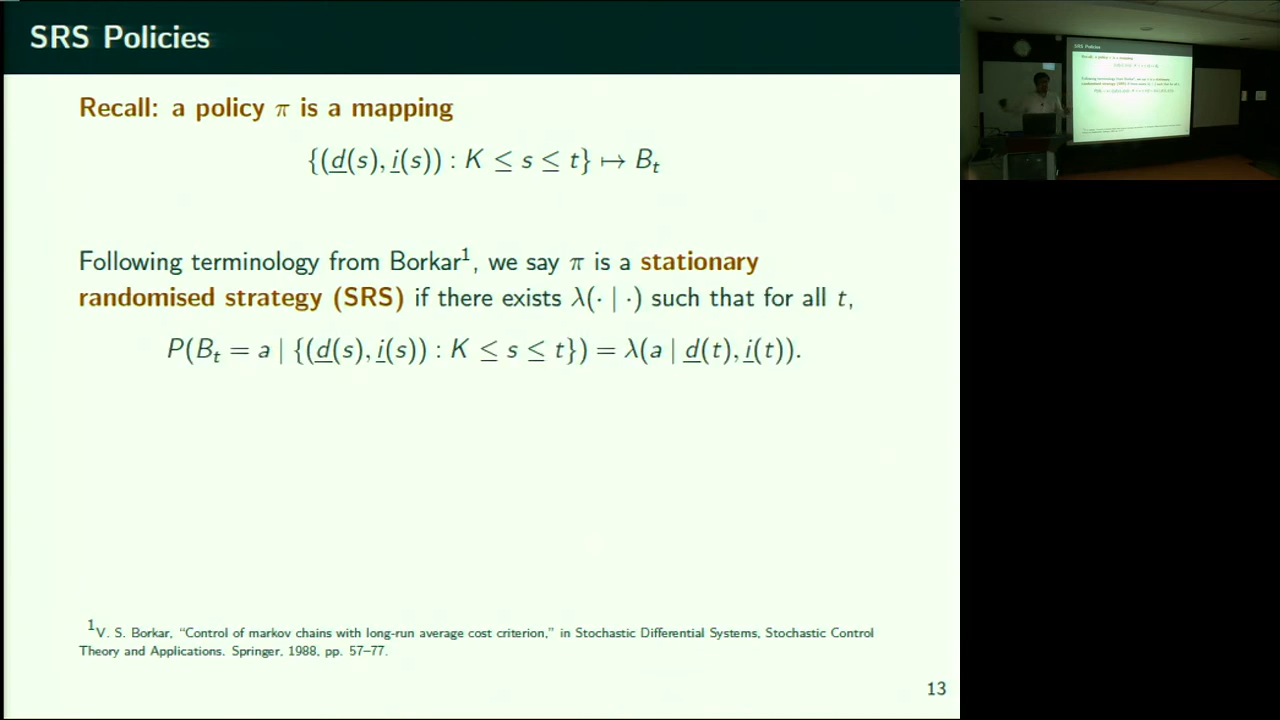 SRS Policies
Recall: a policy π is a mapping
{(d(s), i(s)) : K ≤ s ≤ t} ↦ B_t
Following terminology from Borkar¹, we say π is a stationary
randomised strategy (SRS) if there exists λ(· | ·) such that for all t,
P(B_t = a | {(d(s), i(s)) : K ≤ s ≤ t}) = λ(a | d(t), i(t)).
¹V. S. Borkar, “Control of markov chains with long-run average cost criterion,” in Stochastic Differential Systems, Stochastic Control
Theory and Applications. Springer, 1988, pp. 57–77.
13
SRS Policies